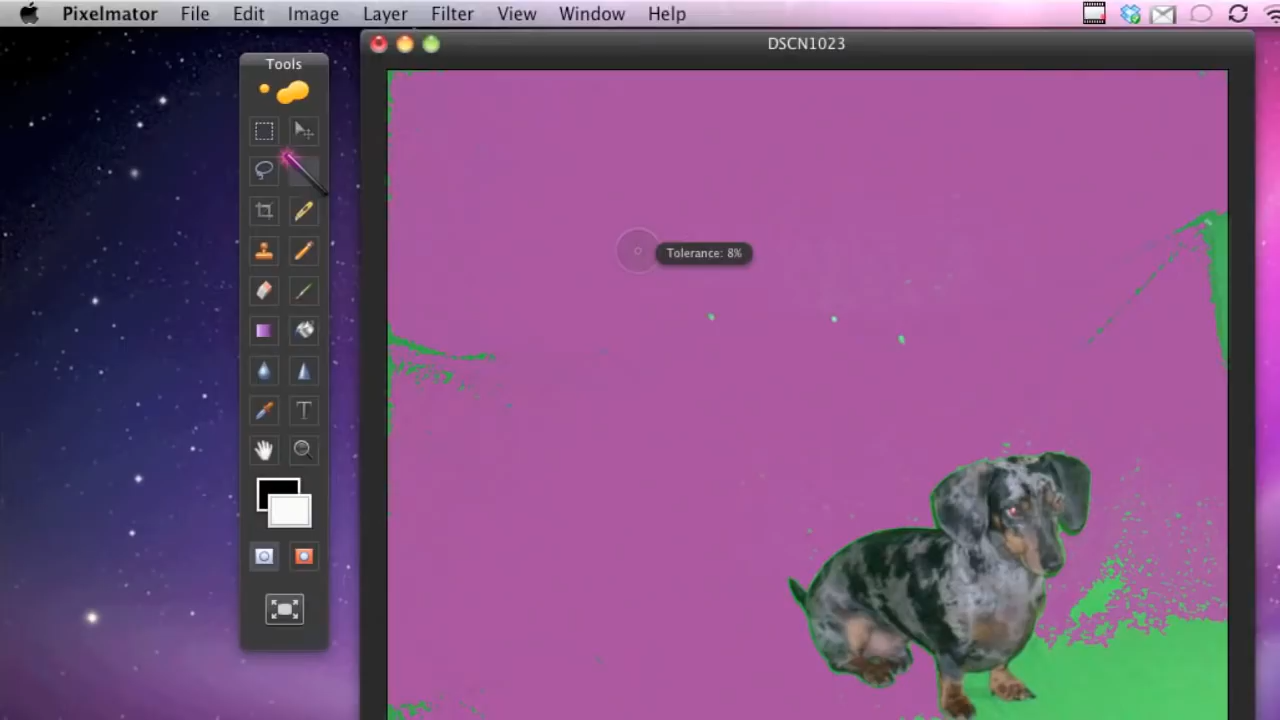 Pixelmator File Edit Image Layer Filter View Window Help
DSCN1023
Tools
Tolerance: 8%
T